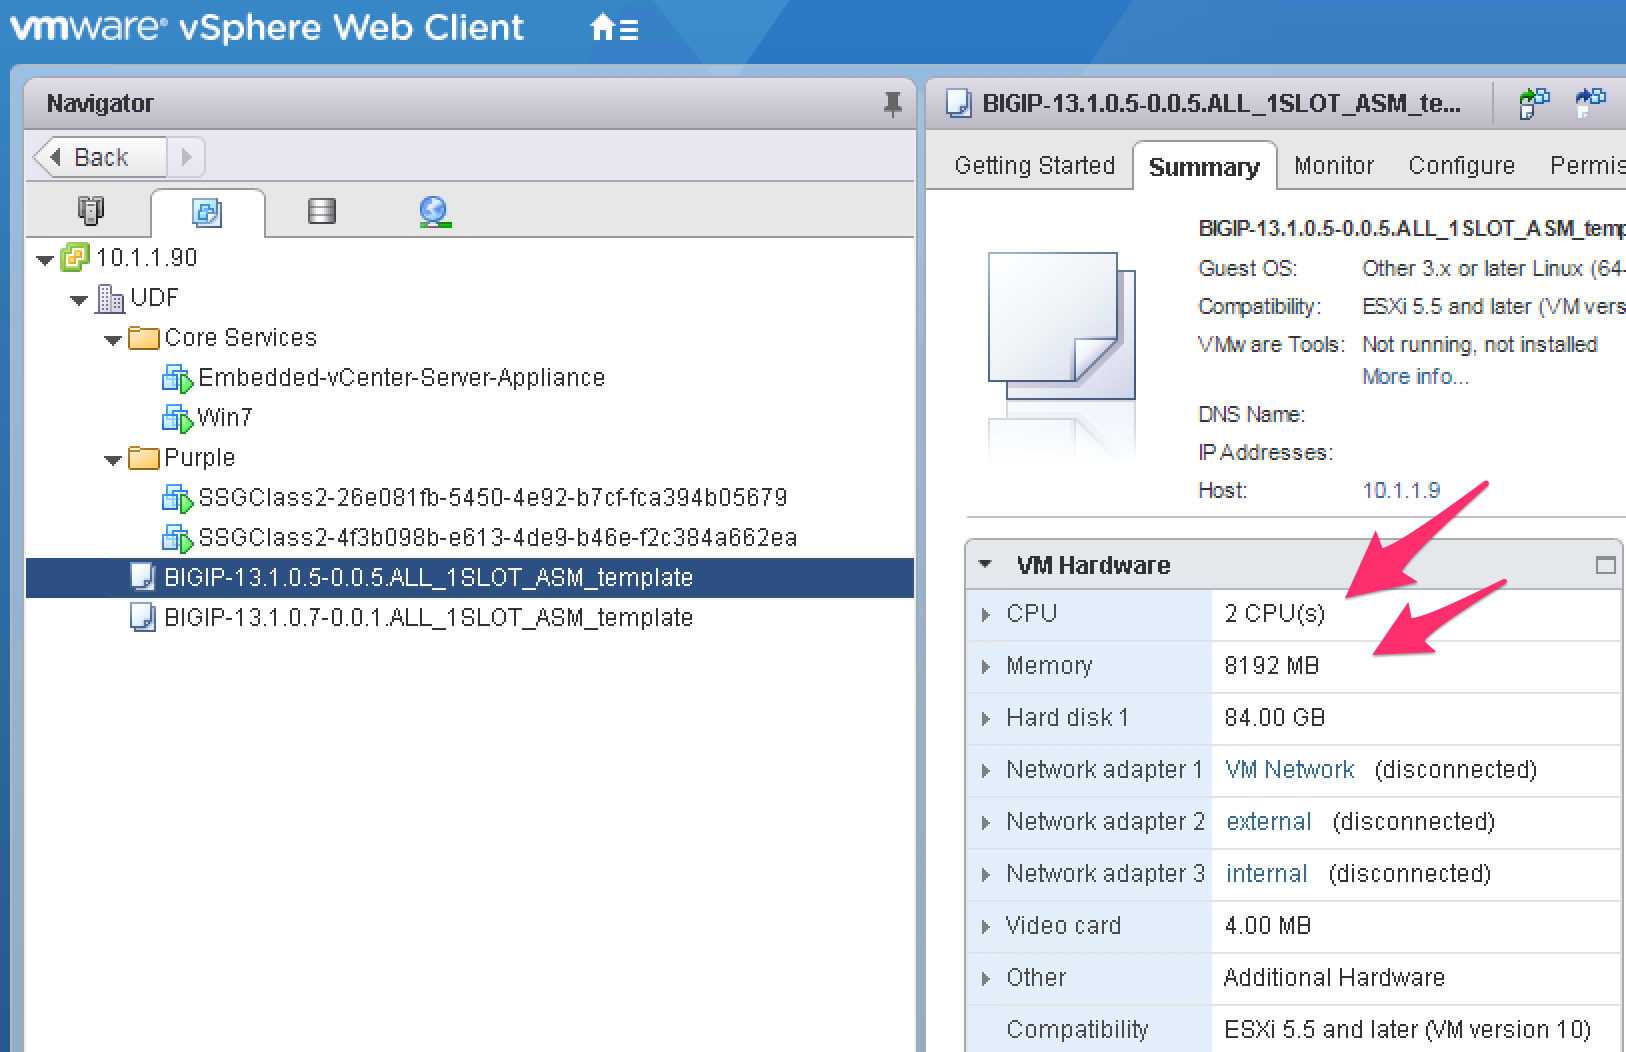 vmware® vSphere Web Client
Navigator
Back
10.1.1.90
UDF
Core Services
Embedded-vCenter-Server-Appliance
Win7
Purple
SSGClass2-26e081fb-5450-4e92-b7cf-fca394b05679
SSGClass2-4f3b098b-e613-4de9-b46e-f2c384a662ea
BIGIP-13.1.0.5-0.0.5.ALL_1SLOT_ASM_template
BIGIP-13.1.0.7-0.0.1.ALL_1SLOT_ASM_template
BIGIP-13.1.0.5-0.0.5.ALL_1SLOT_ASM_te...
Getting Started Summary Monitor Configure Permis
BIGIP-13.1.0.5-0.0.5.ALL_1SLOT_ASM_temp
Guest OS: Other 3.x or later Linux (64-
Compatibility: ESXi 5.5 and later (VM vers
VMware Tools: Not running, not installed
More info...
DNS Name:
IP Addresses:
Host: 10.1.1.9
VM Hardware
CPU 2 CPU(s)
Memory 8192 MB
Hard disk 1 84.00 GB
Network adapter 1 VM Network (disconnected)
Network adapter 2 external (disconnected)
Network adapter 3 internal (disconnected)
Video card 4.00 MB
Other Additional Hardware
Compatibility ESXi 5.5 and later (VM version 10)